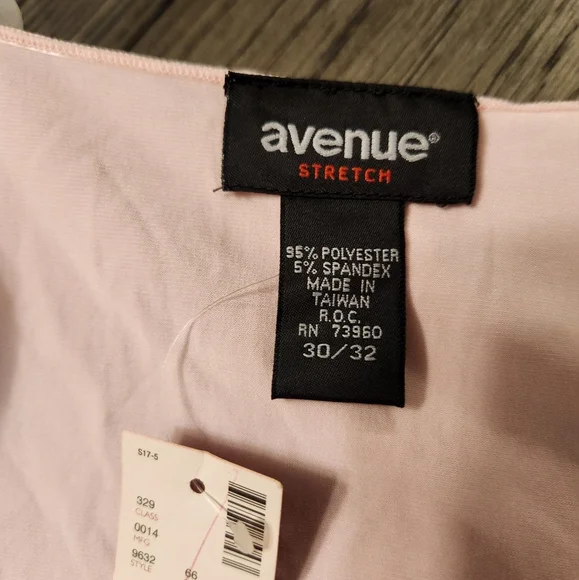 avenue®
STRETCH
95% POLYESTER
5% SPANDEX
MADE IN
TAIWAN
R.O.C.
RN 73960
30/32
S17-5
329
CLASS
0014
MFG
9632
STYLE
66